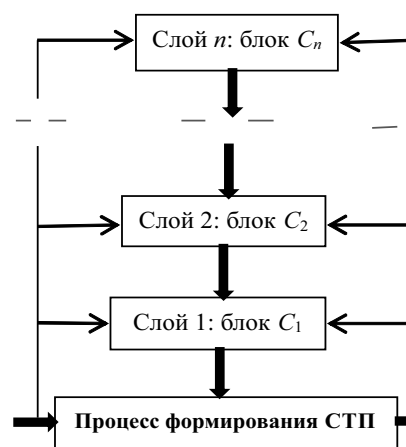 Слой n: блок Cn
Слой 2: блок C2
Слой 1: блок C1
Процесс формирования СТП